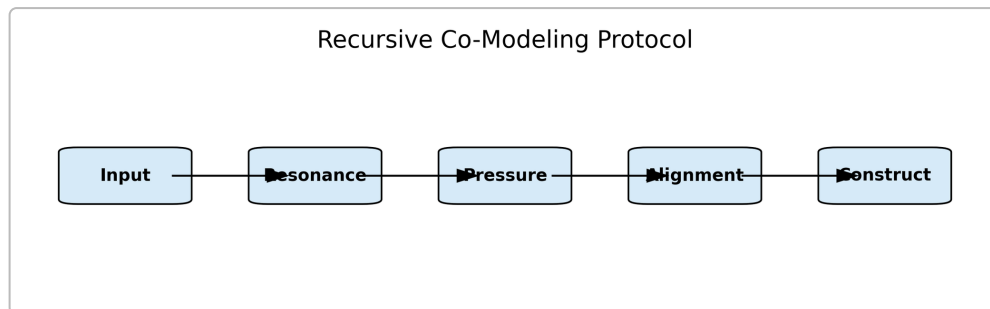 Recursive Co-Modeling Protocol
Input
Resonance
Pressure
Alignment
Construct